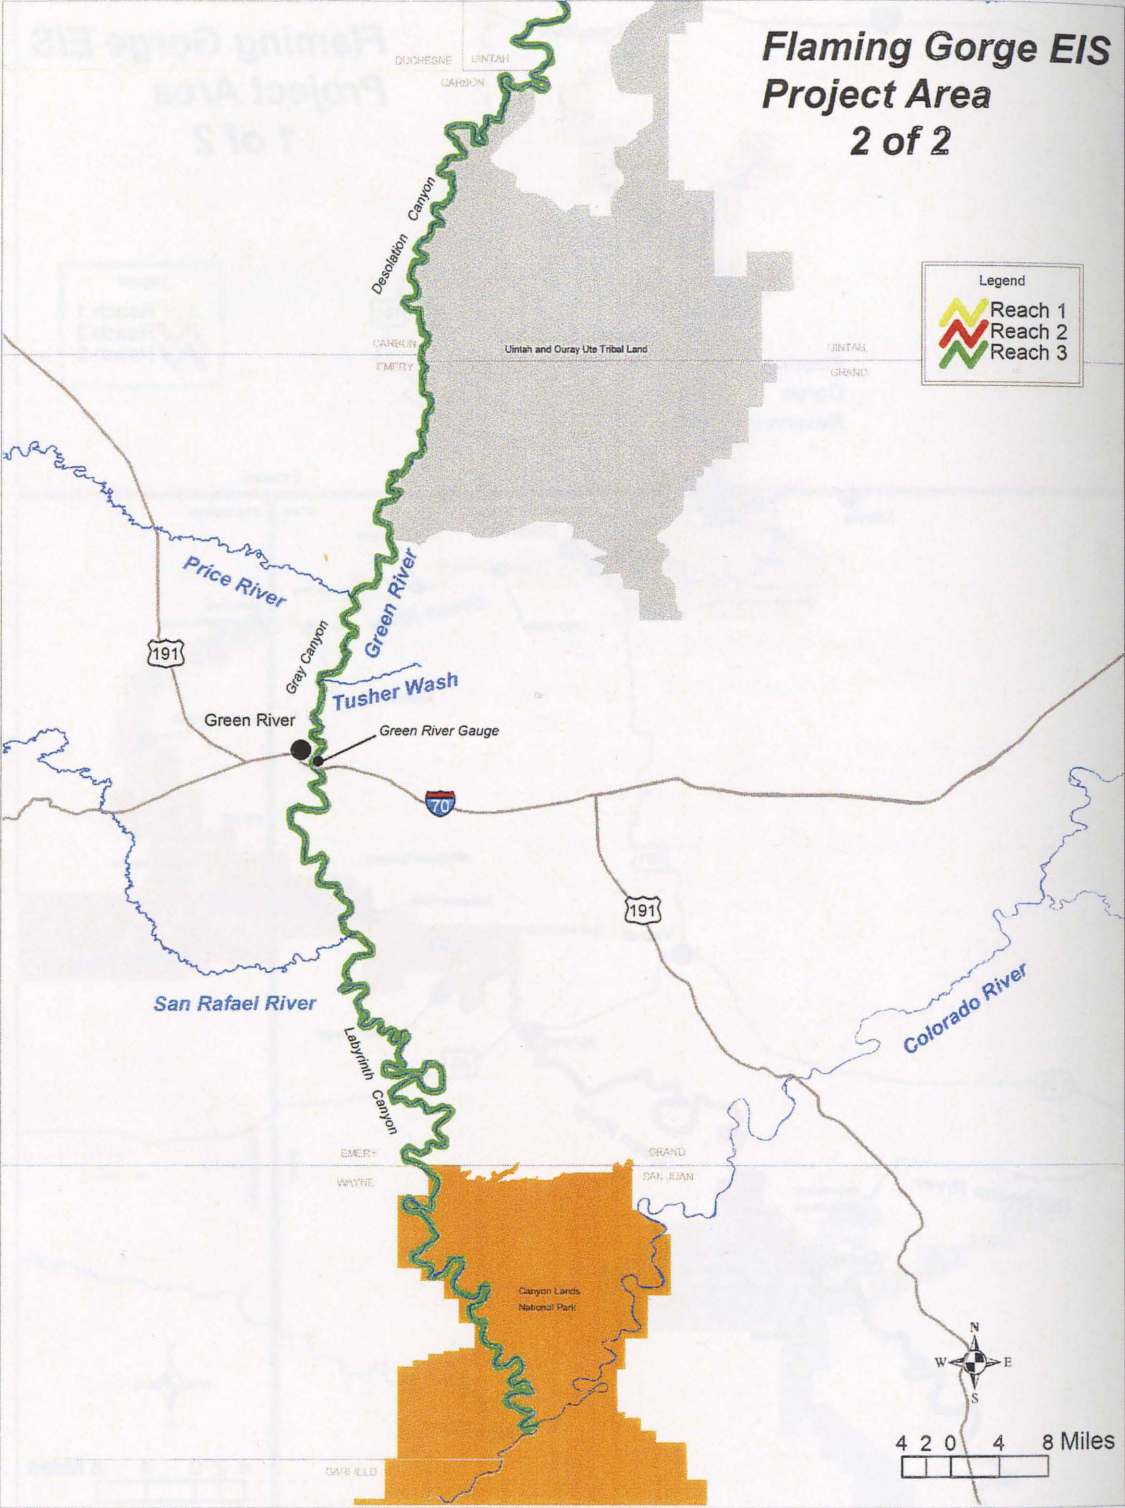 Flaming Gorge EIS
Project Area
2 of 2
DUCHESNE UINTAH
CARBON
Desolation Canyon
Legend
Reach 1
Reach 2
Reach 3
CARBON
EMERY
Uintah and Ouray Ute Tribal Land
UINTAH
GRAND
Price River
Green River
191
Gray Canyon
Tusher Wash
Green River
Green River Gauge
70
191
San Rafael River
Colorado River
Labyrinth Canyon
EMERY
WAYNE
GRAND
SAN JUAN
Canyon Lands
National Park
N
W E
S
GARFIELD
4 2 0 4 8 Miles